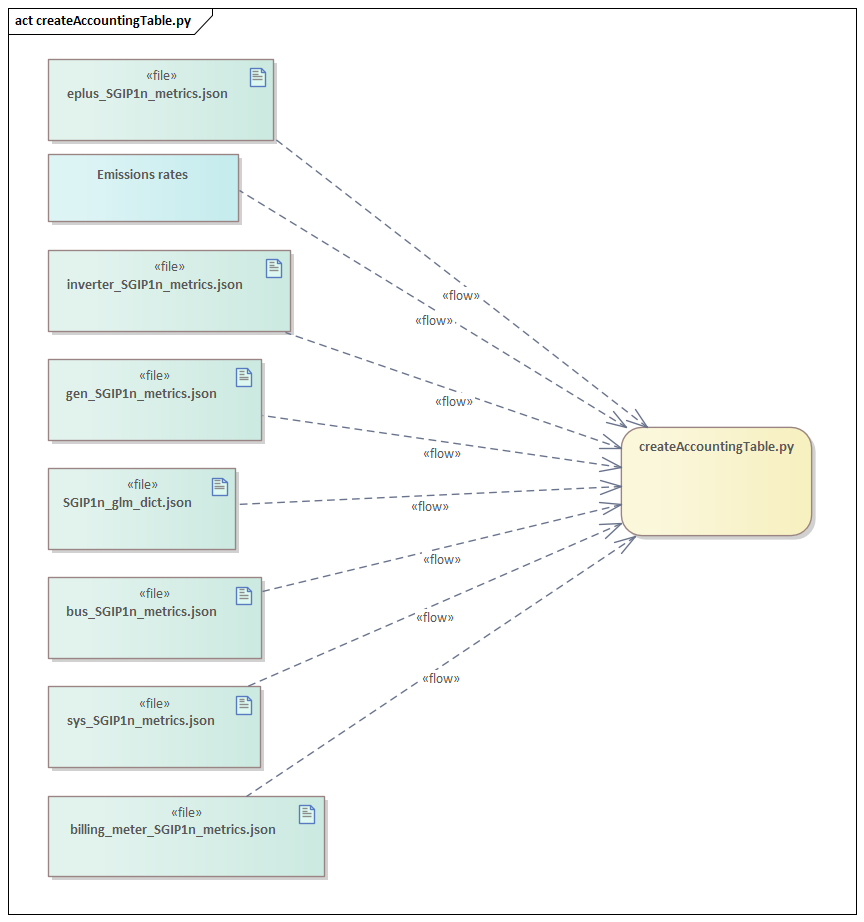 act createAccountingTable.py
«file»
eplus_SGIP1n_metrics.json
Emissions rates
«file»
inverter_SGIP1n_metrics.json
«flow»
«flow»
«file»
gen_SGIP1n_metrics.json
«flow»
createAccountingTable.py
«flow»
«file»
SGIP1n_glm_dict.json
«flow»
«flow»
«file»
bus_SGIP1n_metrics.json
«flow»
«flow»
«file»
sys_SGIP1n_metrics.json
«file»
billing_meter_SGIP1n_metrics.json